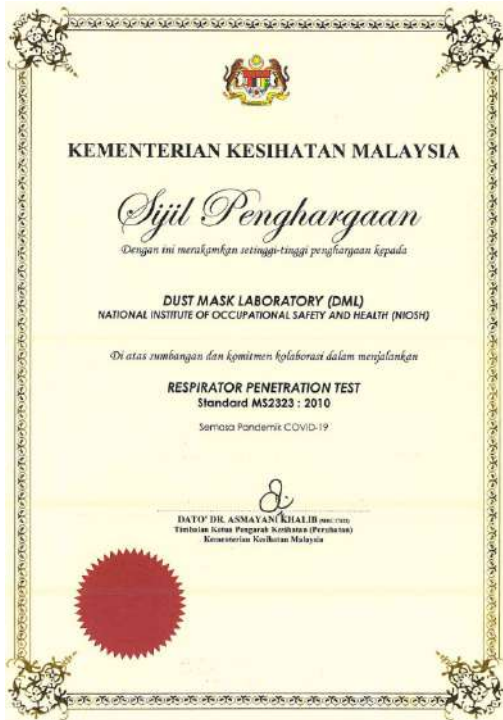 KEMENTERIAN KESIHATAN MALAYSIA
Sijil Penghargaan
Dengan ini merakamkan setinggi-tinggi penghargaan kepada
DUST MASK LABORATORY (DML)
NATIONAL INSTITUTE OF OCCUPATIONAL SAFETY AND HEALTH (NIOSH)
Di atas sumbangan dan komitmen kolaborasi dalam menjalankan
RESPIRATOR PENETRATION TEST
Standard MS2323 : 2010
Semasa Pandemik COVID-19
DATO' DR. ASMAYANI KHALIB
Timbalan Ketua Pengarah Kesihatan (Perubatan)
Kementerian Kesihatan Malaysia